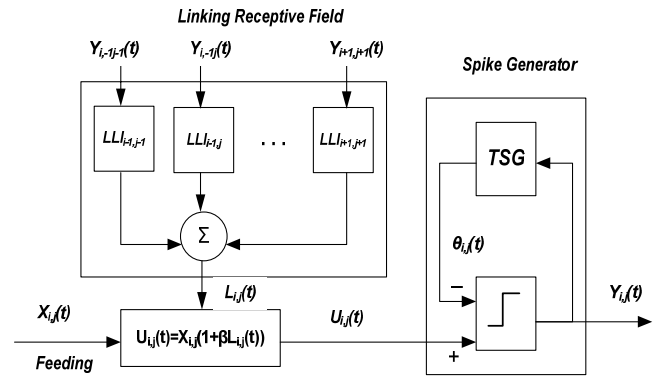 Linking Receptive Field
Y_{i,-1j-1}(t) Y_{i,-1j}(t) Y_{i+1,j+1}(t)
Spike Generator
LLI_{i-1,j-1} LLI_{i-1,j} ... LLI_{i+1,j+1}
TSG
Σ
θ_{i,j}(t)
L_{i,j}(t)
X_{i,j}(t) U_{i,j}(t) − Y_{i,j}(t)
U_{i,j}(t)=X_{i,j}(1+βL_{i,j}(t))
+
Feeding